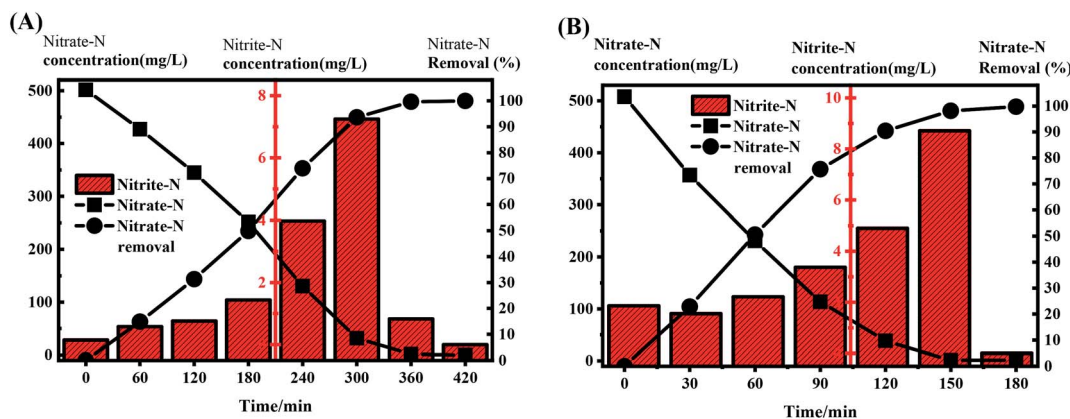 (A)
Nitrate-N
concentration(mg/L)
Nitrite-N
concentration(mg/L)
Nitrate-N
Removal (%)
500
400
300
200
100
0
8
6
4
2
0
100
90
80
70
60
50
40
30
20
10
0
Nitrite-N
Nitrate-N
Nitrate-N
removal
0 60 120 180 240 300 360 420
Time/min
(B)
Nitrate-N
concentration(mg/L)
Nitrite-N
concentration(mg/L)
Nitrate-N
Removal (%)
500
400
300
200
100
0
10
8
6
4
2
0
100
90
80
70
60
50
40
30
20
10
0
Nitrite-N
Nitrate-N
Nitrate-N
removal
0 30 60 90 120 150 180
Time/min